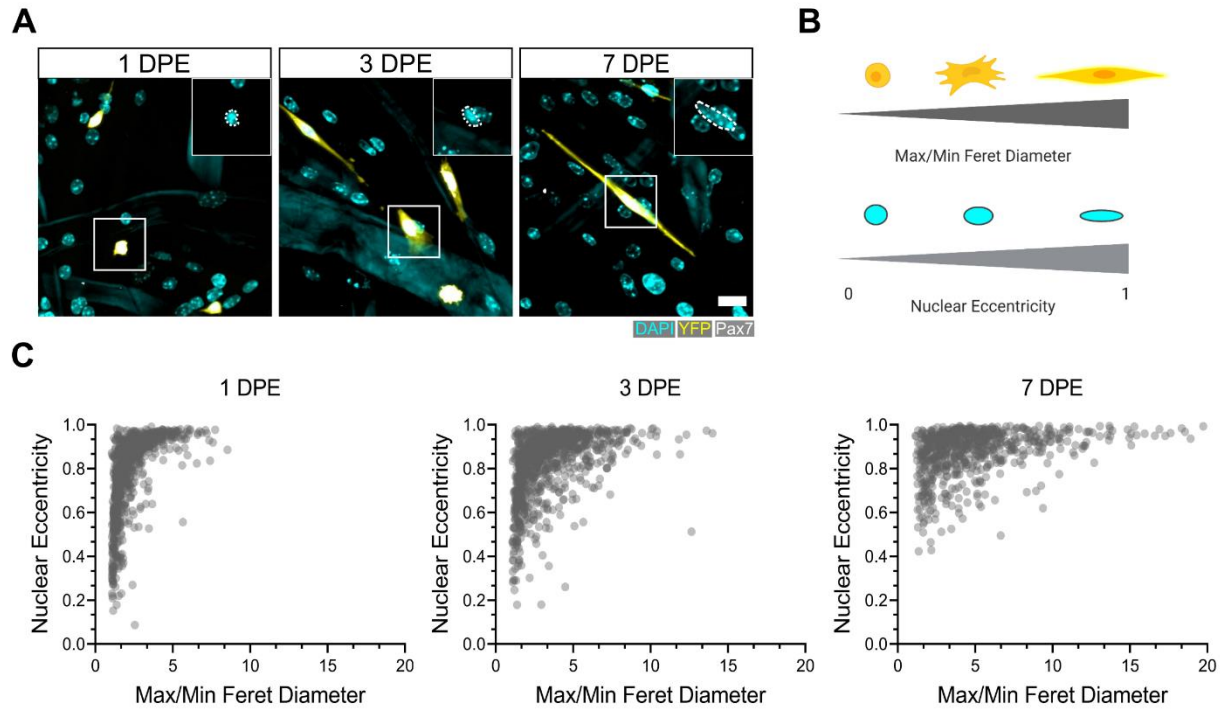 A
B
1 DPE
3 DPE
7 DPE
DAPI YFP Pax7
Max/Min Feret Diameter
0
1
Nuclear Eccentricity
C
1 DPE
3 DPE
7 DPE
Nuclear Eccentricity
1.0
0.8
0.6
0.4
0.2
0.0
0 5 10 15 20
Max/Min Feret Diameter
Nuclear Eccentricity
1.0
0.8
0.6
0.4
0.2
0.0
0 5 10 15 20
Max/Min Feret Diameter
Nuclear Eccentricity
1.0
0.8
0.6
0.4
0.2
0.0
0 5 10 15 20
Max/Min Feret Diameter